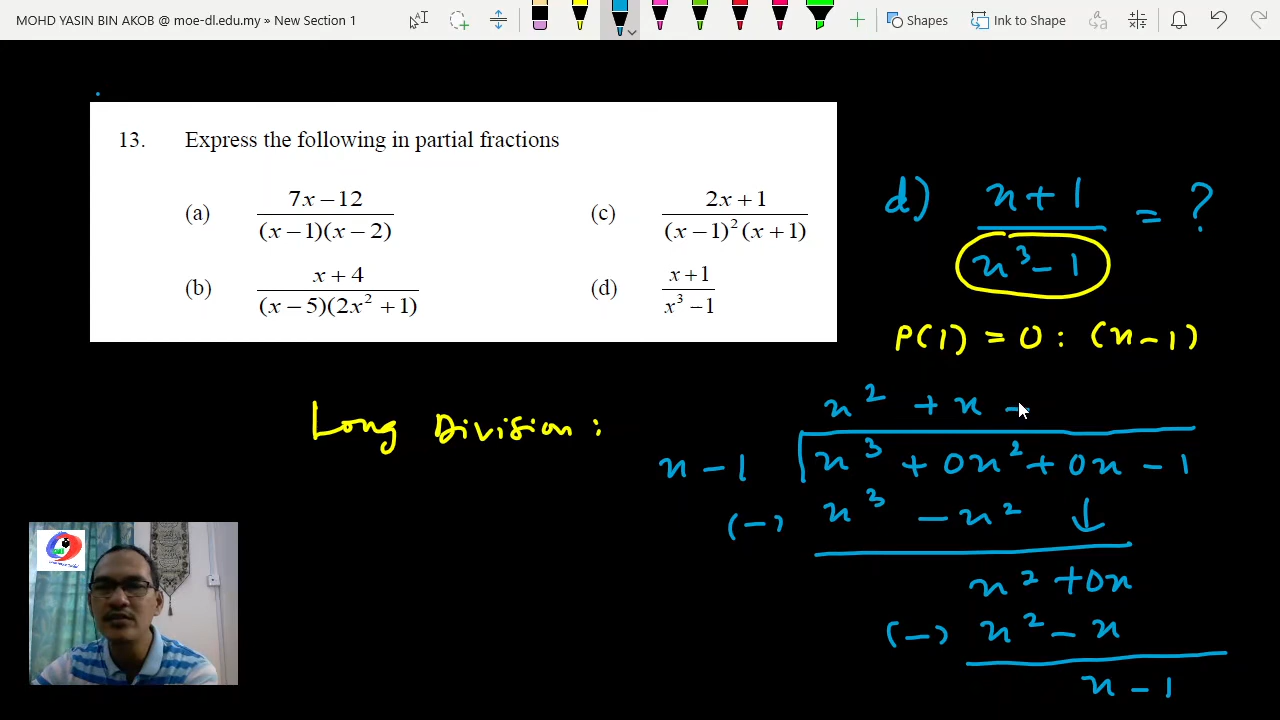 MOHD YASIN BIN AKOB @ moe-dl.edu.my » New Section 1
Shapes
Ink to Shape
13. Express the following in partial fractions
(a) (7x − 12) / ((x − 1)(x − 2))
(c) (2x + 1) / ((x − 1)²(x + 1))
(b) (x + 4) / ((x − 5)(2x² + 1))
(d) (x + 1) / (x³ − 1)
d) (x + 1) / (x³ − 1) = ?
P(1) = 0 : (x − 1)
Long Division :
x² + x −
x − 1 ) x³ + 0x² + 0x − 1
(−) x³ − x² ↓
x² + 0x
(−) x² − x
x − 1